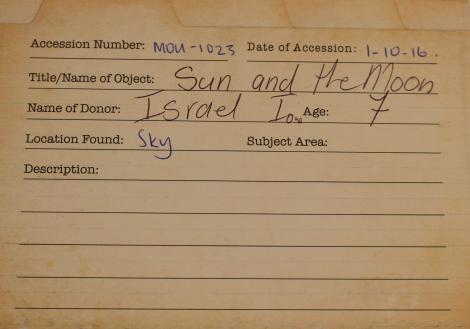 Accession Number: MOU-1023 Date of Accession: 1-10-16.
Title/Name of Object: Sun and the Moon
Name of Donor: Israel Age: 7
Location Found: Sky Subject Area:
Description: